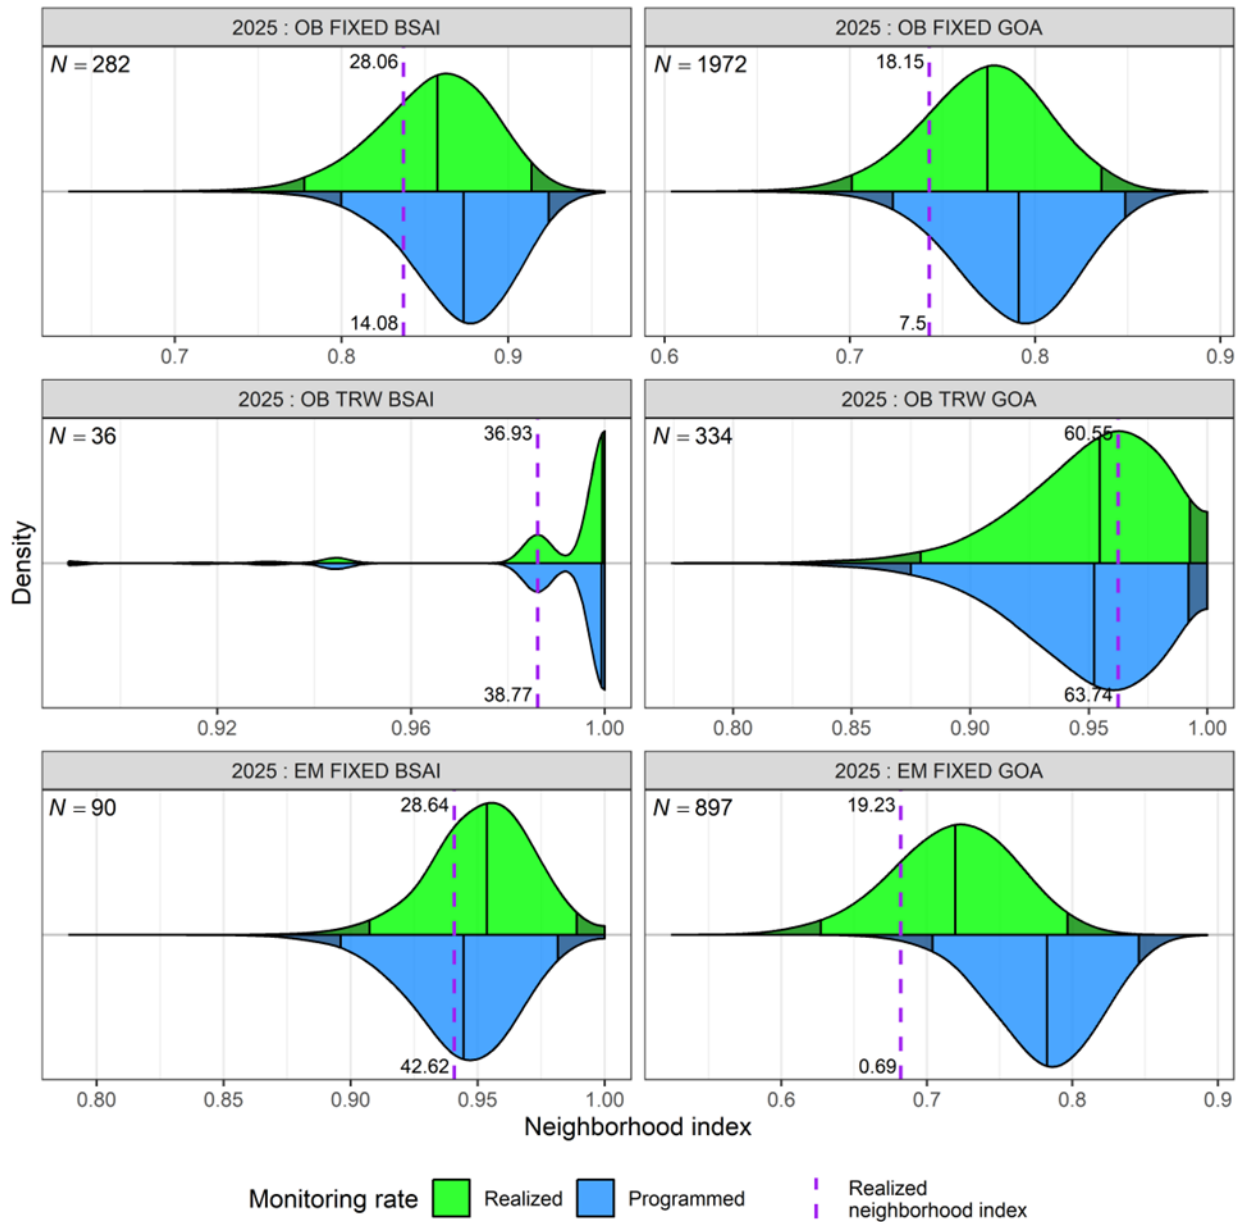 2025 : OB FIXED BSAI
2025 : OB FIXED GOA
N = 282
28.06
N = 1972
18.15
14.08
7.5
0.7
0.8
0.9
0.6
0.7
0.8
0.9
2025 : OB TRW BSAI
2025 : OB TRW GOA
N = 36
36.93
N = 334
60.55
38.77
63.74
0.92
0.96
1.00
0.80
0.85
0.90
0.95
1.00
Density
2025 : EM FIXED BSAI
2025 : EM FIXED GOA
N = 90
28.64
N = 897
19.23
42.62
0.69
0.80
0.85
0.90
0.95
1.00
0.6
0.7
0.8
0.9
Neighborhood index
Monitoring rate
Realized
Programmed
Realized
neighborhood index